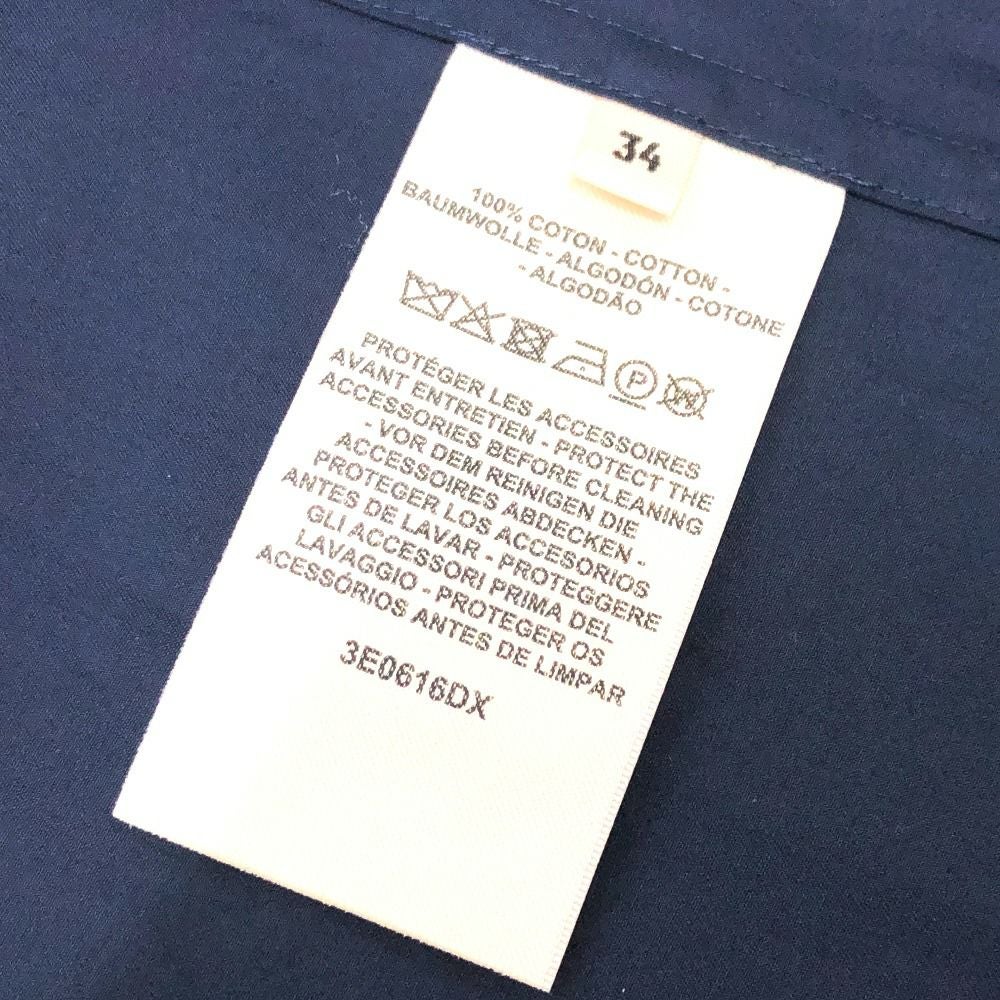 34
100% COTON - COTTON -
BAUMWOLLE - ALGODÓN - COTONE
- ALGODÃO
P
W
PROTÉGER LES ACCESSOIRES
AVANT ENTRETIEN - PROTECT THE
ACCESSORIES BEFORE CLEANING
- VOR DEM REINIGEN DIE
ACCESSOIRES ABDECKEN -
PROTEGER LOS ACCESORIOS
ANTES DE LAVAR - PROTEGGERE
GLI ACCESSORI PRIMA DEL
LAVAGGIO - PROTEGER OS
ACESSÓRIOS ANTES DE LIMPAR
3E0616DX